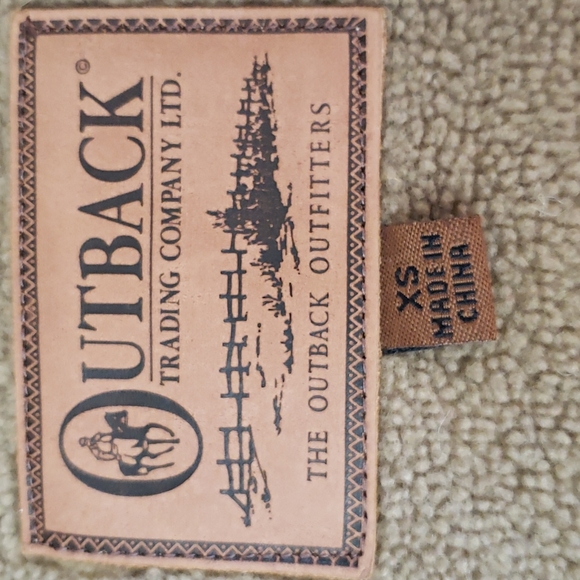 OUTBACK©
TRADING COMPANY LTD.
THE OUTBACK OUTFITTERS
XS
MADE IN
CHINA